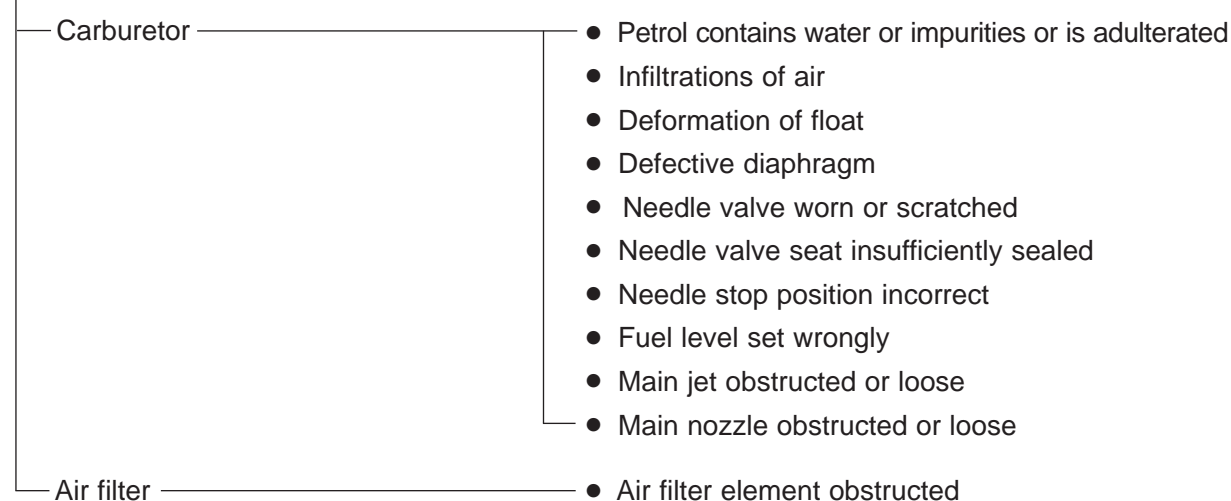 Carburetor ● Petrol contains water or impurities or is adulterated
● Infiltrations of air
● Deformation of float
● Defective diaphragm
● Needle valve worn or scratched
● Needle valve seat insufficiently sealed
● Needle stop position incorrect
● Fuel level set wrongly
● Main jet obstructed or loose
● Main nozzle obstructed or loose
Air filter ● Air filter element obstructed